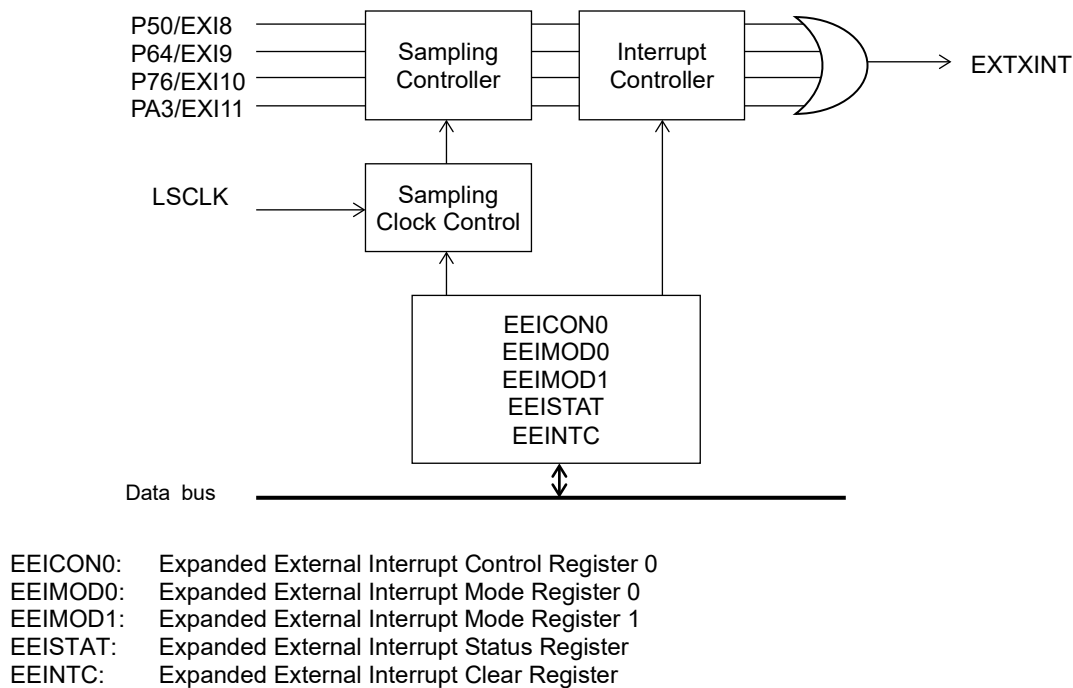 P50/EXI8
P64/EXI9
P76/EXI10
PA3/EXI11
Sampling
Controller
Interrupt
Controller
EXTXINT
LSCLK
Sampling
Clock Control
EEICON0
EEIMOD0
EEIMOD1
EEISTAT
EEINTC
Data bus
EEICON0: Expanded External Interrupt Control Register 0
EEIMOD0: Expanded External Interrupt Mode Register 0
EEIMOD1: Expanded External Interrupt Mode Register 1
EEISTAT: Expanded External Interrupt Status Register
EEINTC: Expanded External Interrupt Clear Register